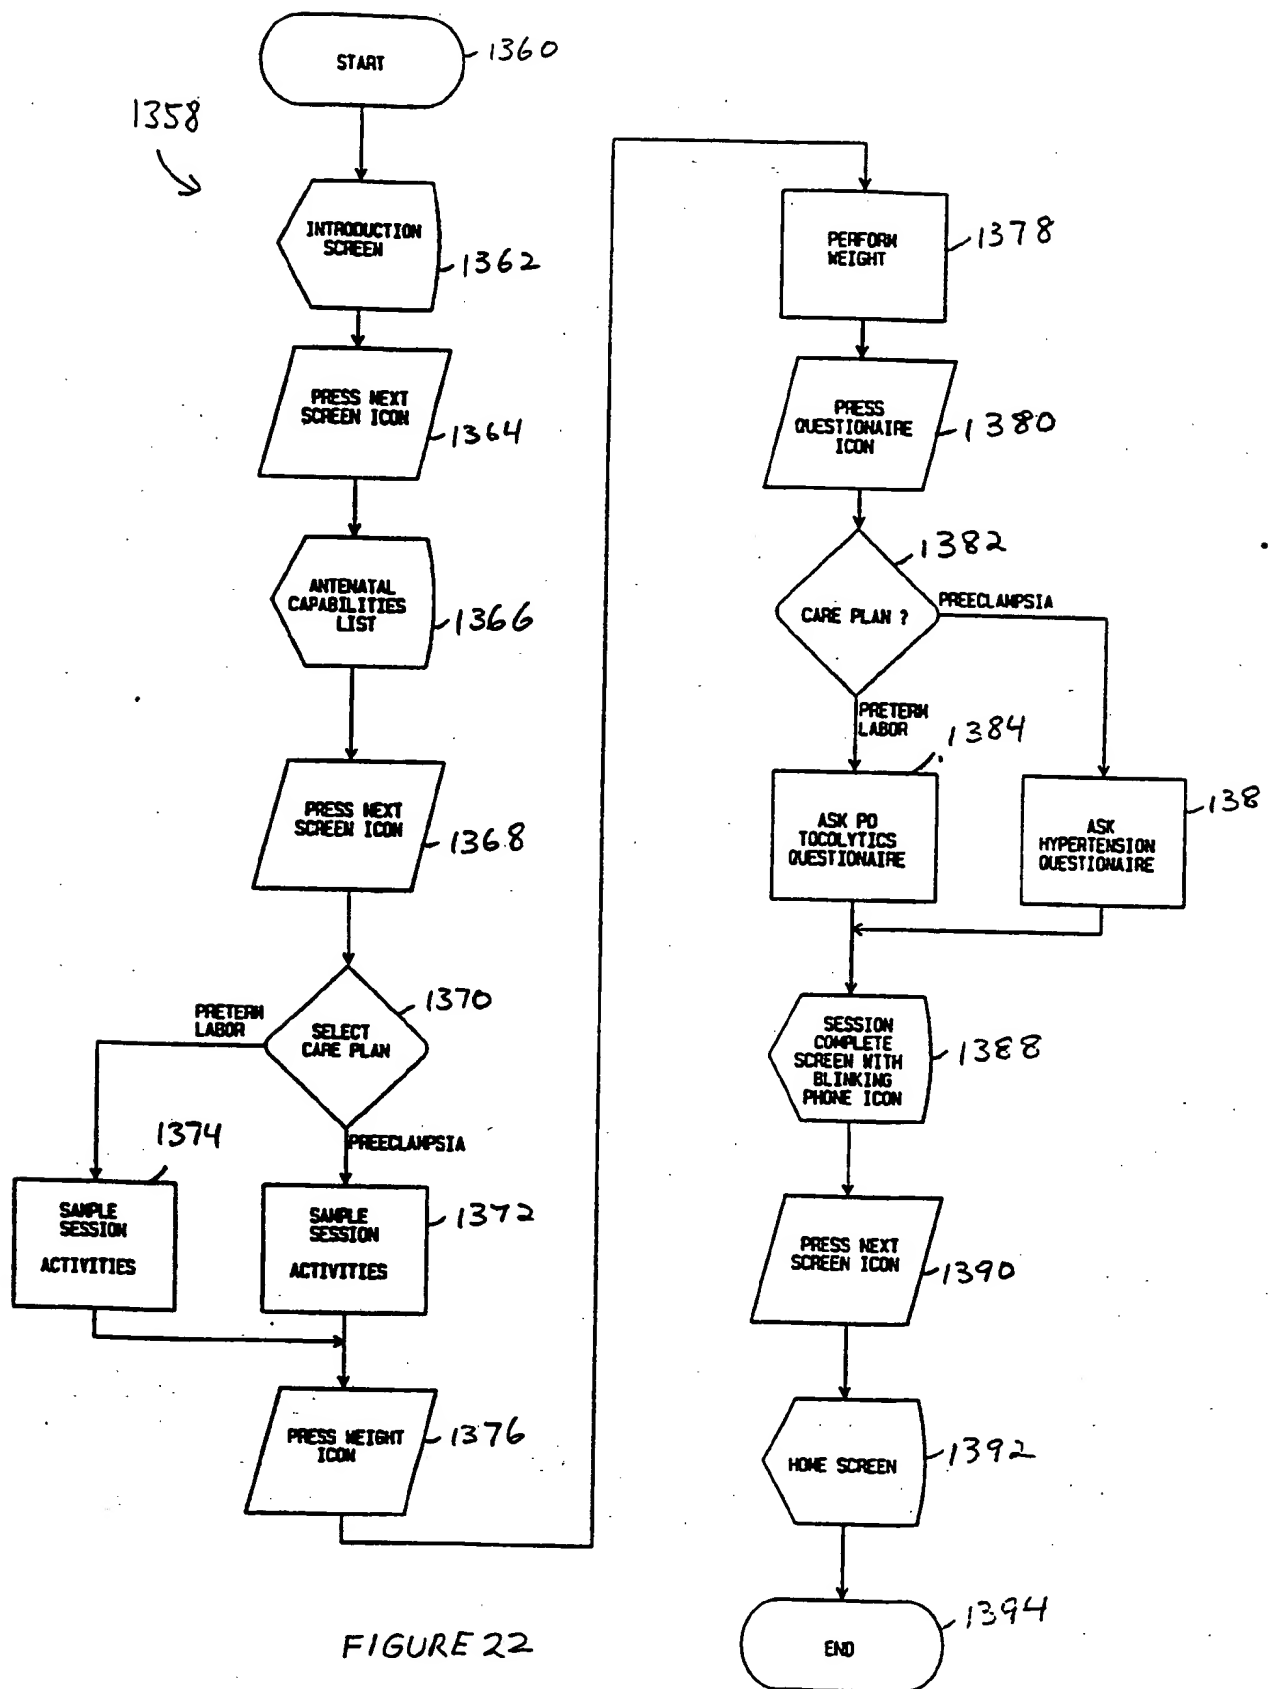 START
1360
1358
INTRODUCTION
SCREEN
1362
PRESS NEXT
SCREEN ICON
1364
ANTENATAL
CAPABILITIES
LIST
1366
PRESS NEXT
SCREEN ICON
1368
SELECT
CARE PLAN
1370
PRETERM
LABOR
PREECLAMPSIA
1374
SAMPLE
SESSION
ACTIVITIES
SAMPLE
SESSION
ACTIVITIES
1372
PRESS WEIGHT
ICON
1376
PERFORM
WEIGHT
1378
PRESS
QUESTIONAIRE
ICON
1380
CARE PLAN ?
1382
PREECLAMPSIA
PRETERM
LABOR
1384
ASK PO
TOCOLYTICS
QUESTIONAIRE
ASK
HYPERTENSION
QUESTIONAIRE
138
SESSION
COMPLETE
SCREEN WITH
BLINKING
PHONE ICON
1388
PRESS NEXT
SCREEN ICON
1390
HOME SCREEN
1392
END
1394
FIGURE 22